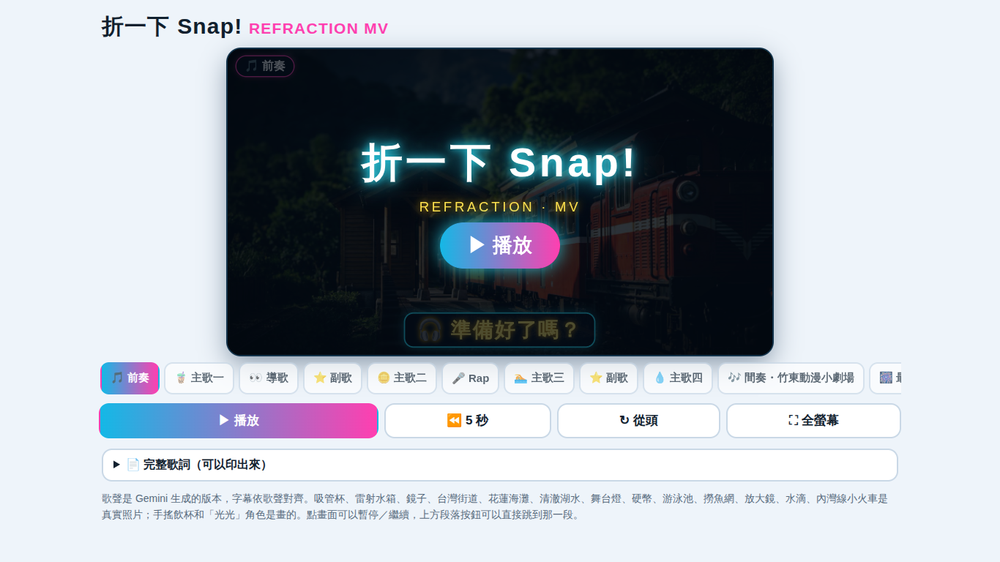 折一下 Snap! REFRACTION MV
🎵 前奏
折一下 Snap!
REFRACTION · MV
▶ 播放
🎧 準備好了嗎？
🎵 前奏 🧋 主歌一 👀 導歌 ⭐ 副歌 🪙 主歌二 🎤 Rap 🏊 主歌三 ⭐ 副歌 💧 主歌四 🎶 間奏・竹東動漫小劇場 🎆
▶ 播放 ⏪ 5 秒 ↻ 從頭 ⛶ 全螢幕
▶ 📄 完整歌詞（可以印出來）
歌聲是 Gemini 生成的版本，字幕依歌聲對齊。吸管杯、雷射水箱、鏡子、台灣街道、花蓮海灘、清澈湖水、舞台燈、硬幣、游泳池、撈魚網、放大鏡、水滴、內灣線小火車是
真實照片；手搖飲杯和「光光」角色是畫的。點畫面可以暫停／繼續，上方段落按鈕可以直接跳到那一段。